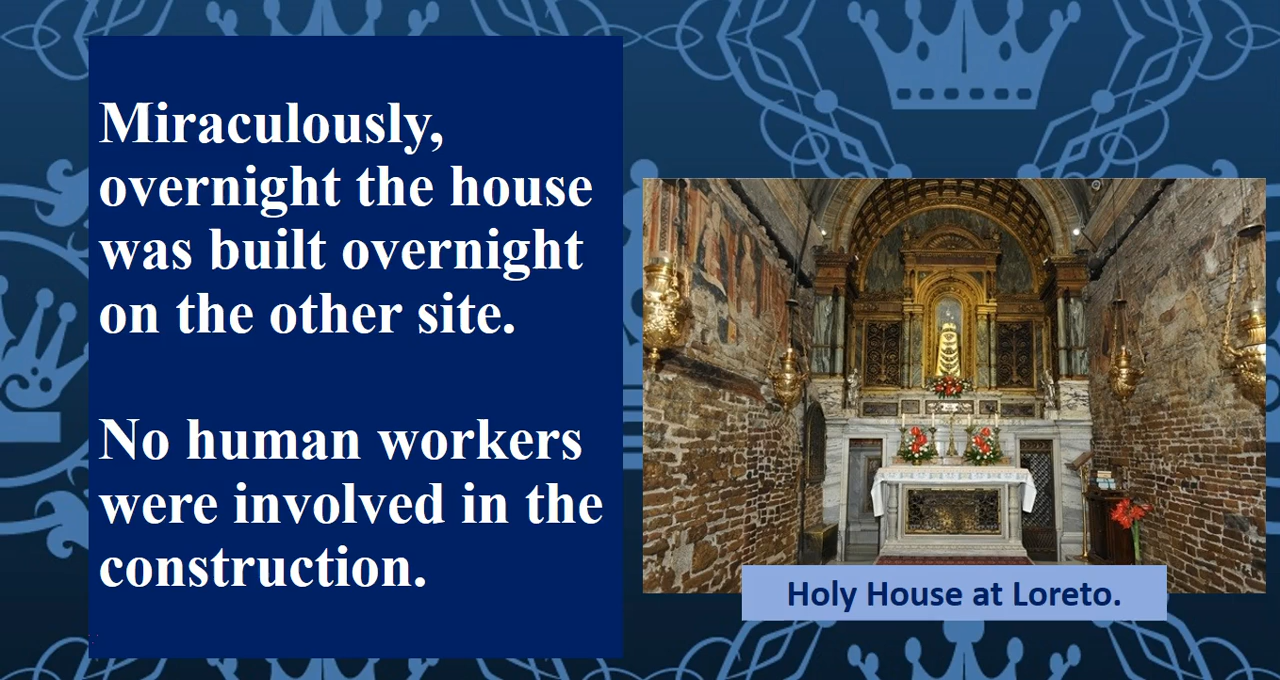 Miraculously,
overnight the house
was built overnight
on the other site.
No human workers
were involved in the
construction.
Holy House at Loreto.